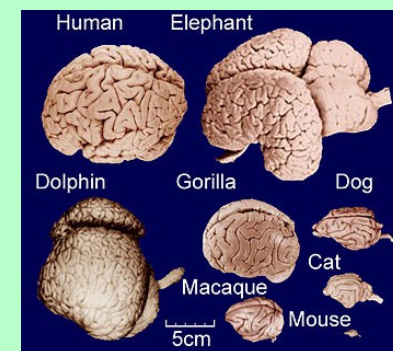 Human Elephant
Dolphin Gorilla Dog
Cat
Macaque
Mouse
5cm